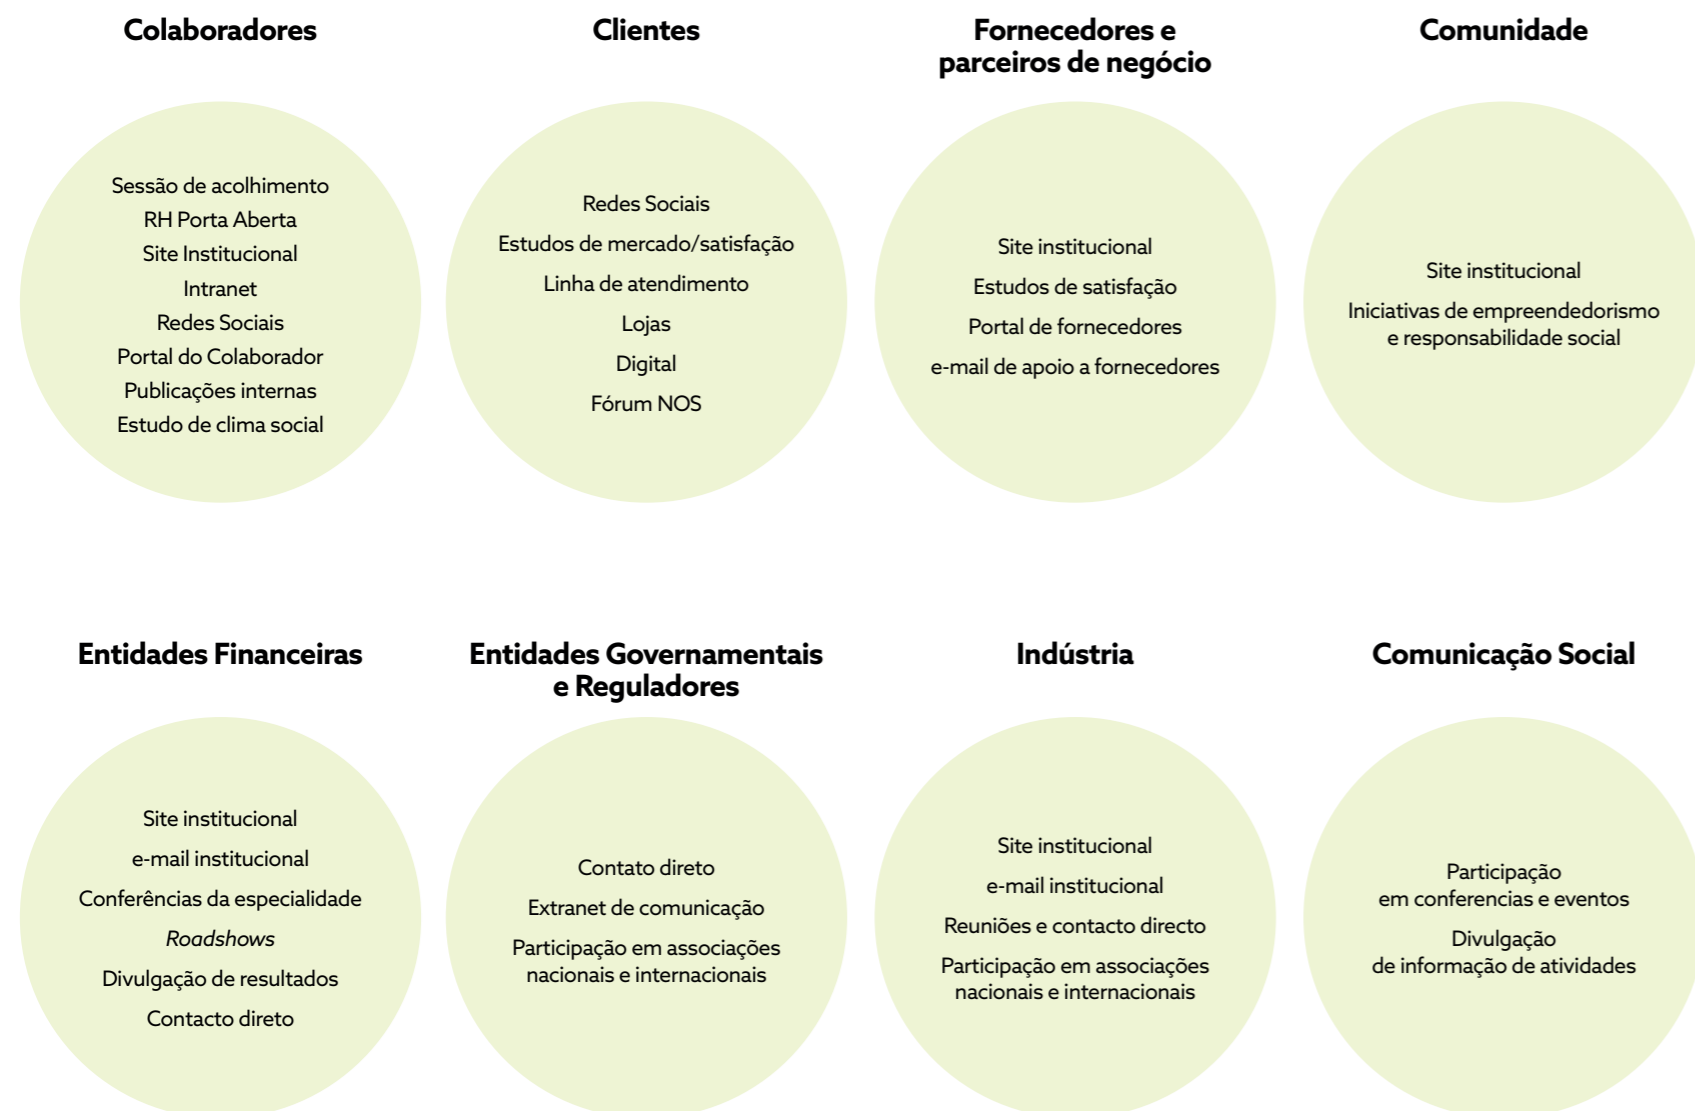 Colaboradores
Sessão de acolhimento
RH Porta Aberta
Site Institucional
Intranet
Redes Sociais
Portal do Colaborador
Publicações internas
Estudo de clima social
Clientes
Redes Sociais
Estudos de mercado/satisfação
Linha de atendimento
Lojas
Digital
Fórum NOS
Fornecedores e
parceiros de negócio
Site institucional
Estudos de satisfação
Portal de fornecedores
e-mail de apoio a fornecedores
Comunidade
Site institucional
Iniciativas de empreendedorismo
e responsabilidade social
Entidades Financeiras
Site institucional
e-mail institucional
Conferências da especialidade
Roadshows
Divulgação de resultados
Contacto direto
Entidades Governamentais
e Reguladores
Contato direto
Extranet de comunicação
Participação em associações
nacionais e internacionais
Indústria
Site institucional
e-mail institucional
Reuniões e contacto directo
Participação em associações
nacionais e internacionais
Comunicação Social
Participação
em conferencias e eventos
Divulgação
de informação de atividades